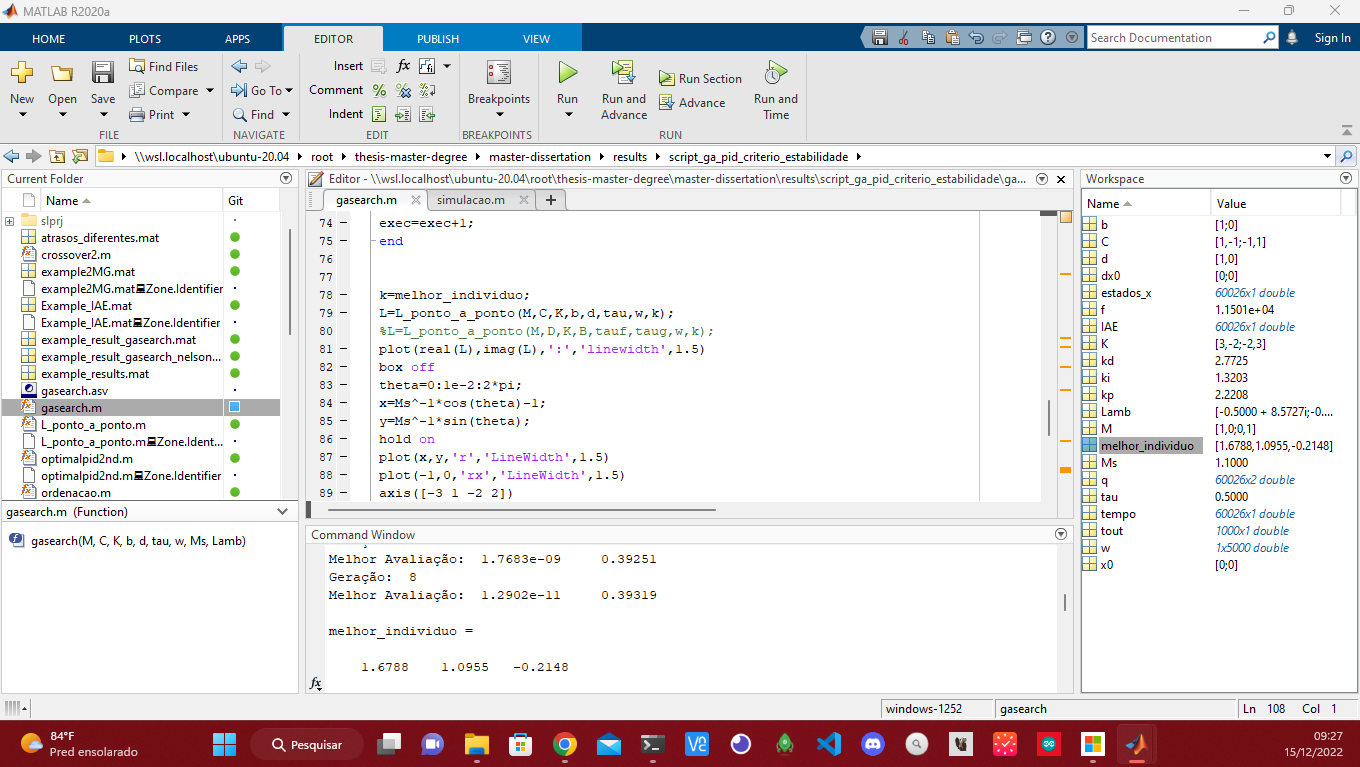 MATLAB R2020a
HOME PLOTS APPS EDITOR PUBLISH VIEW
Search Documentation
Sign In
New
Open
Save
Find Files
Compare
Print
FILE
Go To
Find
NAVIGATE
Insert
Comment
Indent
EDIT
Breakpoints
BREAKPOINTS
Run
Run and Advance
Run Section
Advance
Run and Time
RUN
\\wsl.localhost\ubuntu-20.04 root thesis-master-degree master-dissertation results script_ga_pid_criterio_estabilidade
Current Folder
Name Git
slprj
atrasos_diferentes.mat
crossover2.m
example2MG.mat
example2MG.mat Zone.Identifier
Example_IAE.mat
Example_IAE.mat Zone.Identifier
example_result_gasearch.mat
example_result_gasearch_nelson...
example_results.mat
gasearch.asv
gasearch.m
L_ponto_a_ponto.m
L_ponto_a_ponto.m Zone.Ident...
optimalpid2nd.m
optimalpid2nd.m Zone.Identifier
ordenacao.m
gasearch.m (Function)
gasearch(M, C, K, b, d, tau, w, Ms, Lamb)
Editor - \\wsl.localhost\ubuntu-20.04\root\thesis-master-degree\master-dissertation\results\script_ga_pid_criterio_estabilidade\ga...
gasearch.m simulacao.m
74 exec=exec+1;
75 end
76
77
78 k=melhor_individuo;
79 L=L_ponto_a_ponto(M,C,K,b,d,tau,w,k);
80 %L=L_ponto_a_ponto(M,D,K,B,tauf,taug,w,k);
81 plot(real(L),imag(L),':','linewidth',1.5)
82 box off
83 theta=0:1e-2:2*pi;
84 x=Ms^-1*cos(theta)-1;
85 y=Ms^-1*sin(theta);
86 hold on
87 plot(x,y,'r','LineWidth',1.5)
88 plot(-1,0,'rx','LineWidth',1.5)
89 axis([-3 1 -2 2])
Command Window
Melhor Avaliação: 1.7683e-09 0.39251
Geração: 8
Melhor Avaliação: 1.2902e-11 0.39319
melhor_individuo =
1.6788 1.0955 -0.2148
fx
Workspace
Name Value
b [1;0]
C [1,-1;-1,1]
d [1,0]
dx0 [0;0]
estados_x 60026x1 double
f 1.1501e+04
IAE 60026x1 double
K [3,-2;-2,3]
kd 2.7725
ki 1.3203
kp 2.2208
Lamb [-0.5000 + 8.5727i;-0....
M [1,0;0,1]
melhor_individuo [1.6788,1.0955,-0.2148]
Ms 1.1000
q 60026x2 double
tau 0.5000
tempo 60026x1 double
tout 1000x1 double
w 1x5000 double
x0 [0;0]
windows-1252 gasearch Ln 108 Col 1
84°F
Pred ensolarado
Pesquisar
09:27
15/12/2022